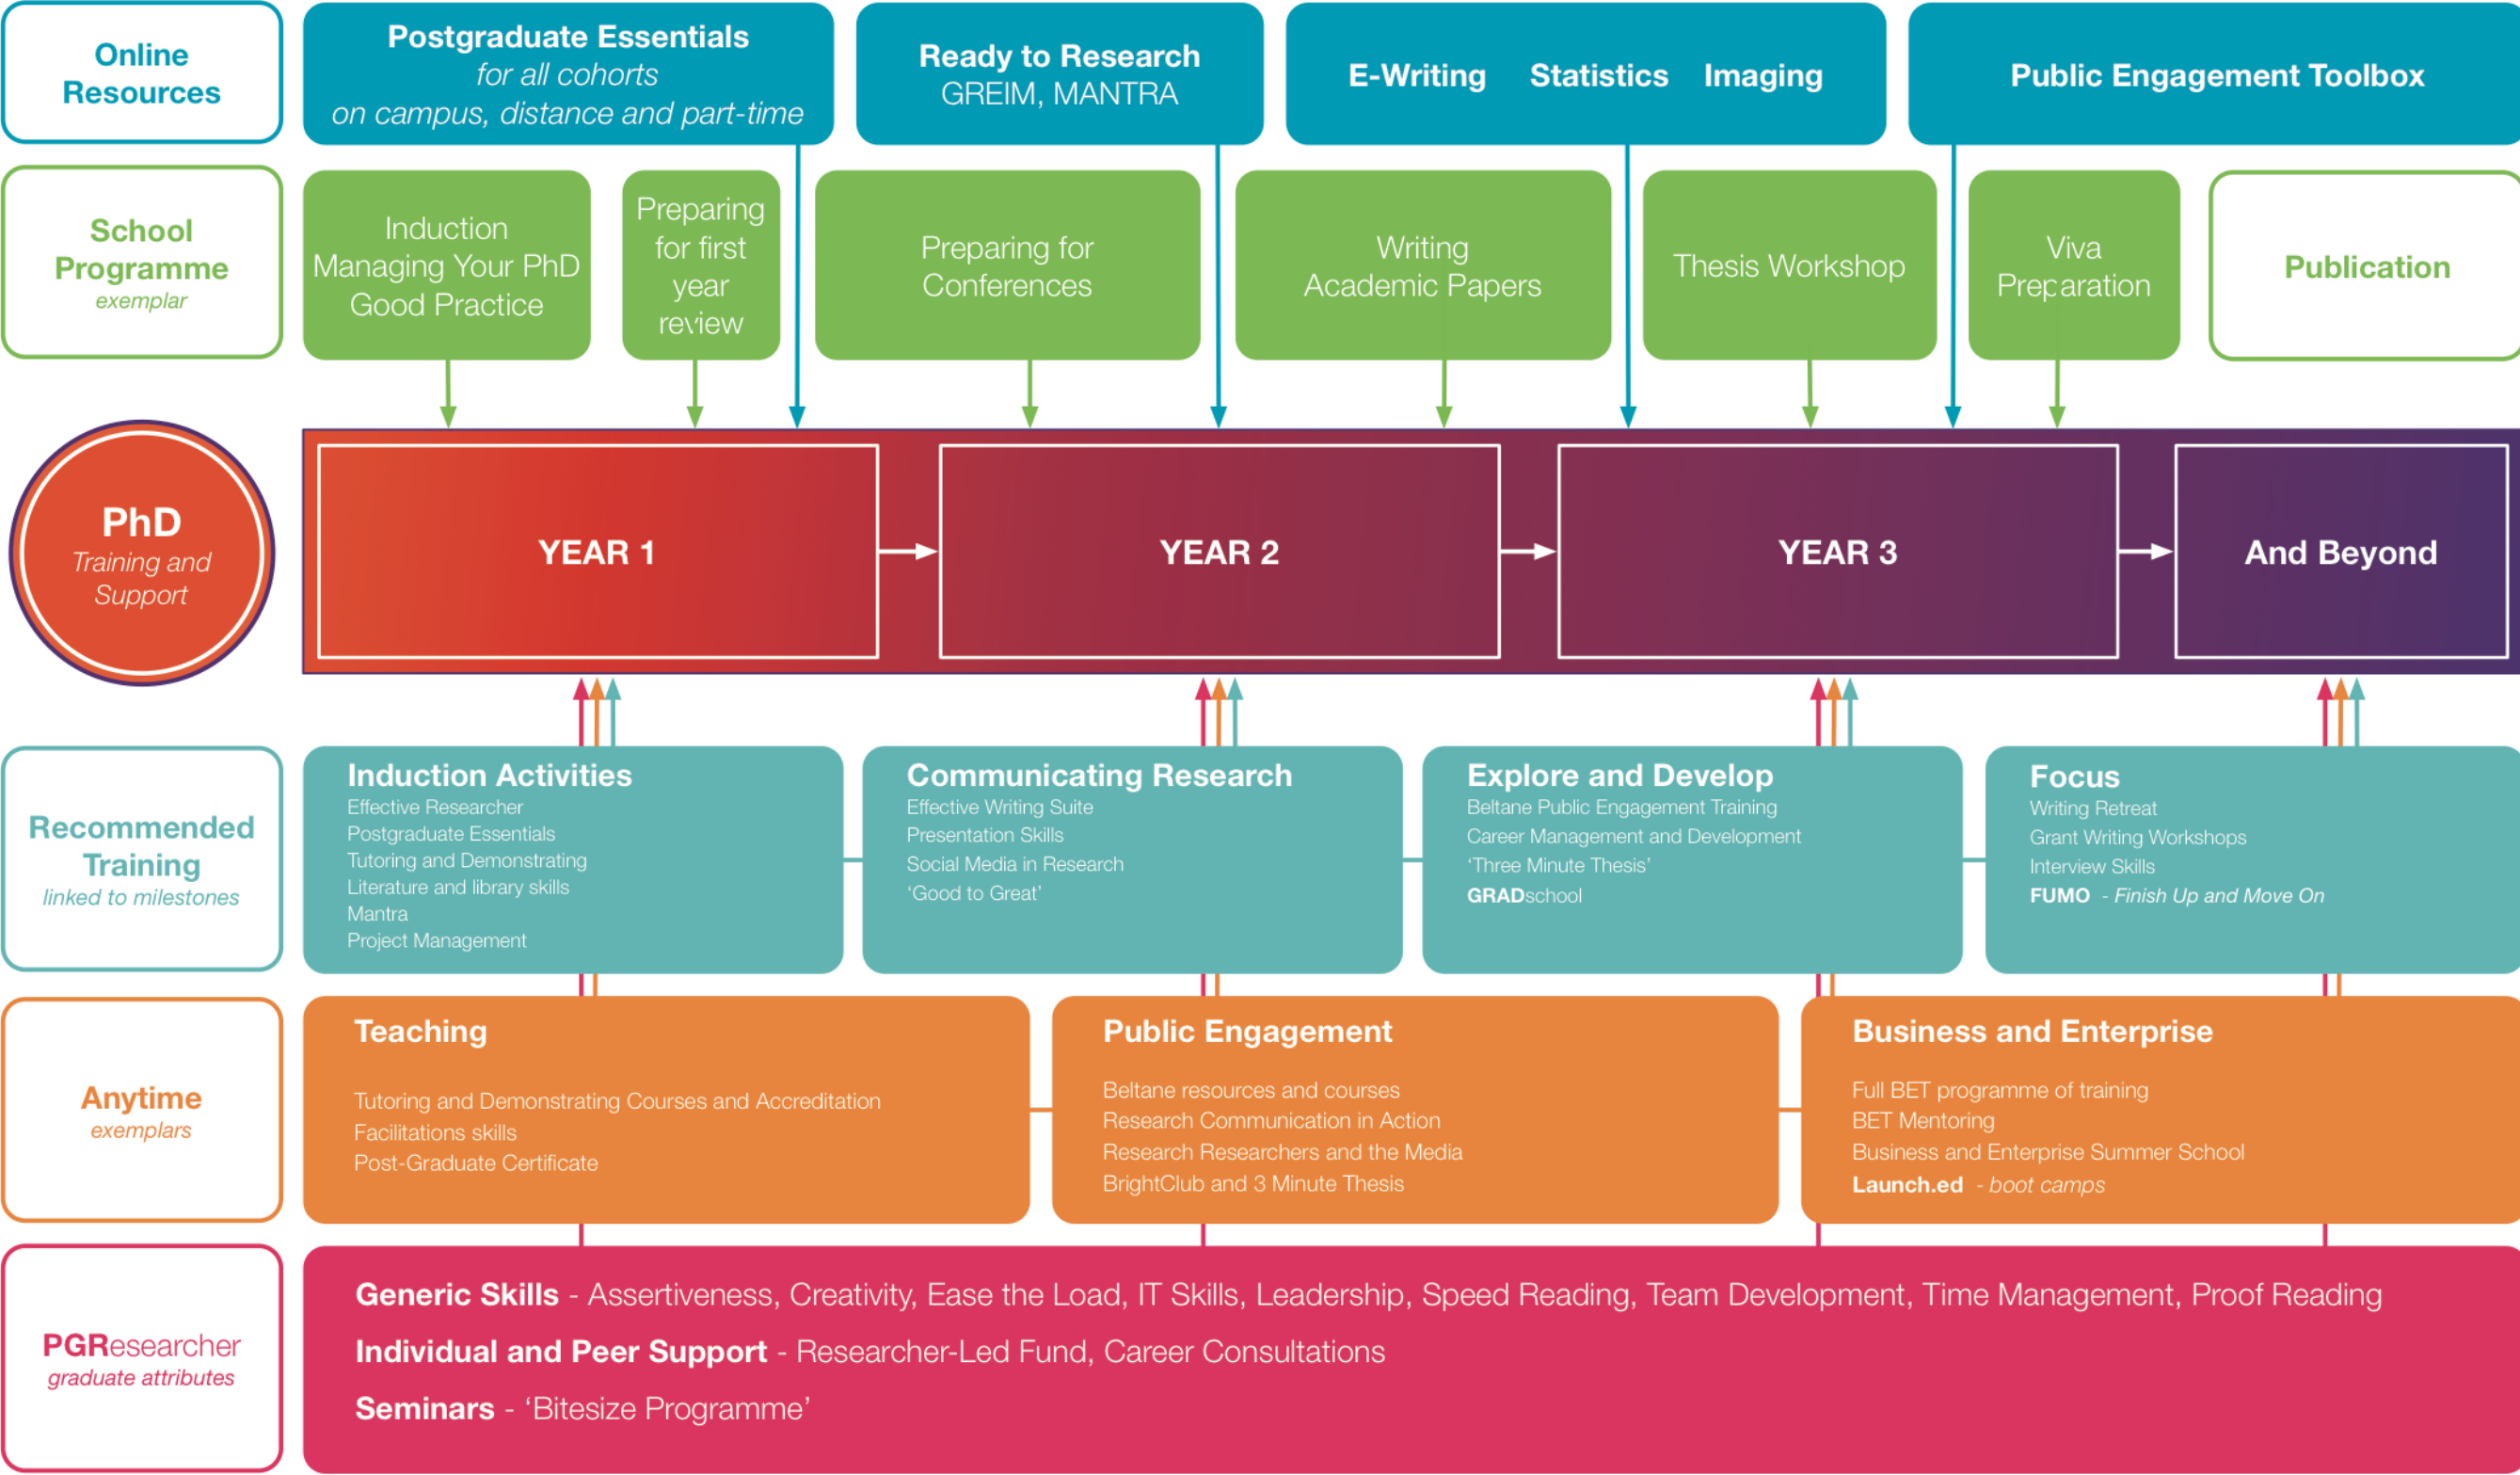 Online
Resources
Postgraduate Essentials
for all cohorts
on campus, distance and part-time
Ready to Research
GREIM, MANTRA
E-Writing Statistics Imaging
Public Engagement Toolbox
School
Programme
exemplar
Induction
Managing Your PhD
Good Practice
Preparing
for first
year
review
Preparing for
Conferences
Writing
Academic Papers
Thesis Workshop
Viva
Preparation
Publication
PhD
Training and
Support
YEAR 1
YEAR 2
YEAR 3
And Beyond
Recommended
Training
linked to milestones
Induction Activities
Effective Researcher
Postgraduate Essentials
Tutoring and Demonstrating
Literature and library skills
Mantra
Project Management
Communicating Research
Effective Writing Suite
Presentation Skills
Social Media in Research
‘Good to Great’
Explore and Develop
Beltane Public Engagement Training
Career Management and Development
‘Three Minute Thesis’
GRADschool
Focus
Writing Retreat
Grant Writing Workshops
Interview Skills
FUMO - Finish Up and Move On
Anytime
exemplars
Teaching
Tutoring and Demonstrating Courses and Accreditation
Facilitations skills
Post-Graduate Certificate
Public Engagement
Beltane resources and courses
Research Communication in Action
Research Researchers and the Media
BrightClub and 3 Minute Thesis
Business and Enterprise
Full BET programme of training
BET Mentoring
Business and Enterprise Summer School
Launch.ed - boot camps
PGResearcher
graduate attributes
Generic Skills - Assertiveness, Creativity, Ease the Load, IT Skills, Leadership, Speed Reading, Team Development, Time Management, Proof Reading
Individual and Peer Support - Researcher-Led Fund, Career Consultations
Seminars - ‘Bitesize Programme’